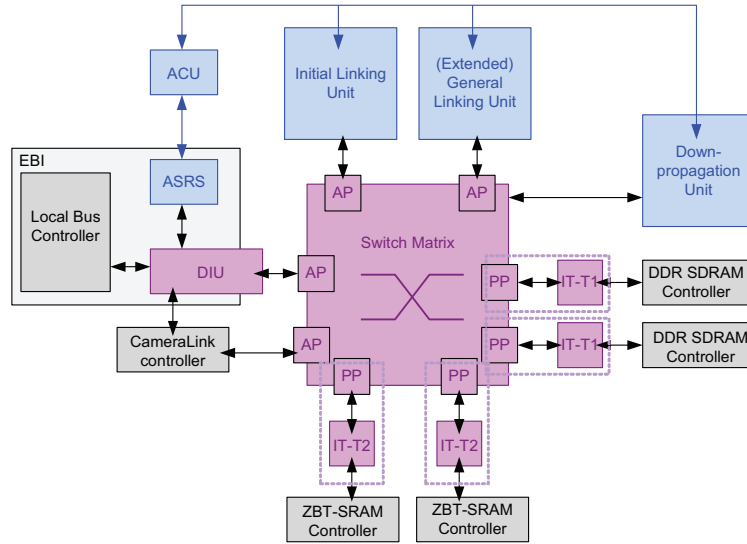 ACU
Initial Linking
Unit
(Extended)
General
Linking Unit
Down-
propagation
Unit
EBI
ASRS
Local Bus
Controller
DIU
AP
AP
Switch Matrix
AP
AP
PP
IT-T1
DDR SDRAM
Controller
PP
IT-T1
DDR SDRAM
Controller
CameraLink
controller
PP
PP
IT-T2
IT-T2
ZBT-SRAM
Controller
ZBT-SRAM
Controller